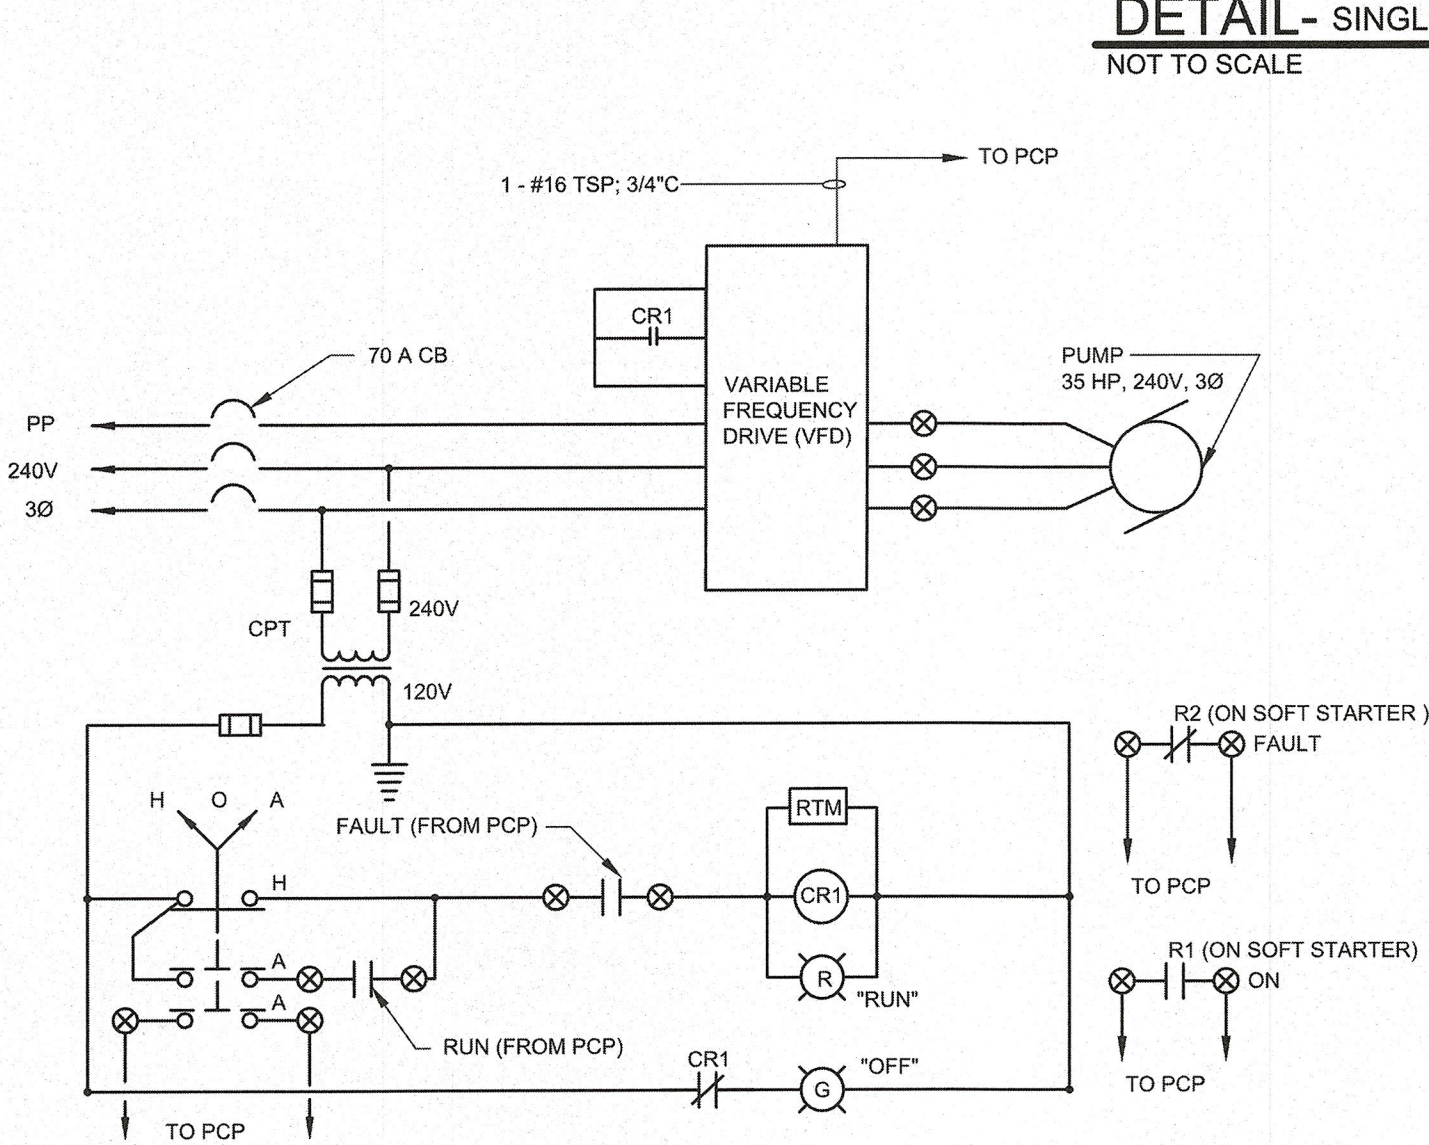 DETAIL- SINGL
NOT TO SCALE
TO PCP
1 - #16 TSP; 3/4"C
CR1
70 A CB
VARIABLE
FREQUENCY
DRIVE (VFD)
PUMP
35 HP, 240V, 3Ø
PP
240V
3Ø
240V
CPT
120V
R2 (ON SOFT STARTER )
FAULT
TO PCP
H O A
FAULT (FROM PCP)
RTM
H
CR1
A
R
"RUN"
A
RUN (FROM PCP)
R1 (ON SOFT STARTER)
ON
TO PCP
CR1
"OFF"
G
TO PCP